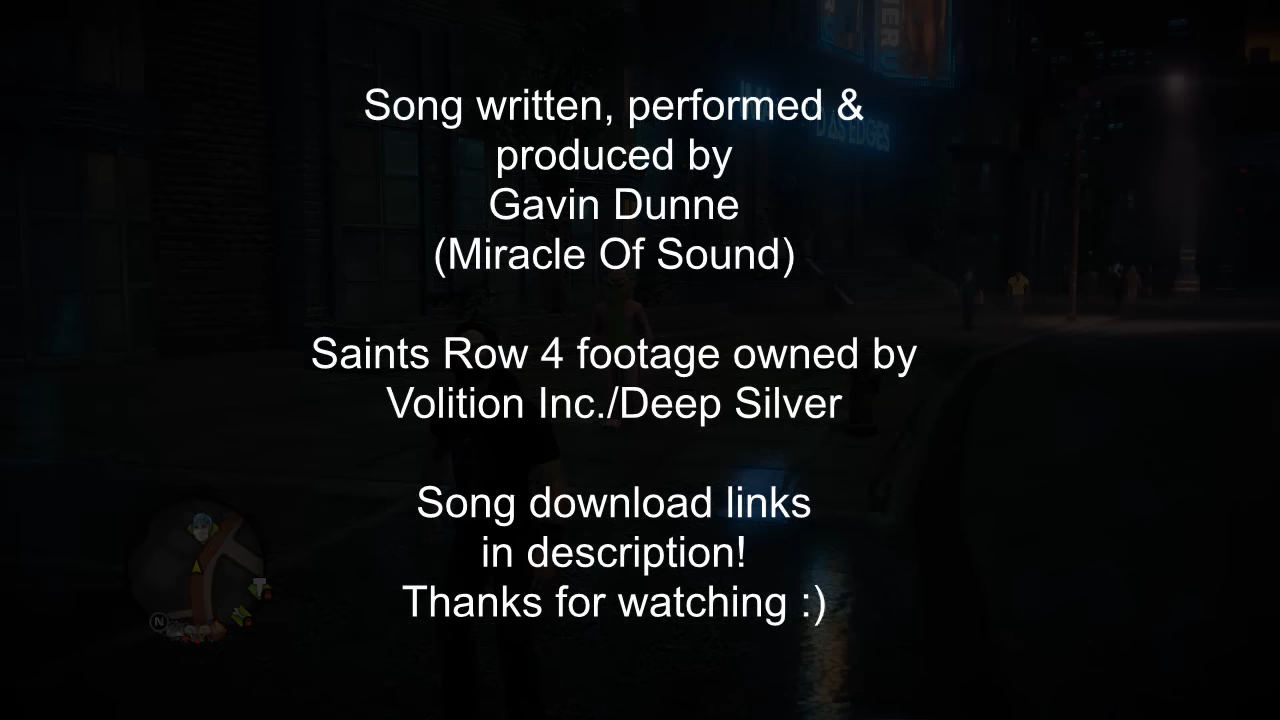 Song written, performed &
produced by
Gavin Dunne
(Miracle Of Sound)
Saints Row 4 footage owned by
Volition Inc./Deep Silver
Song download links
in description!
Thanks for watching :)
N